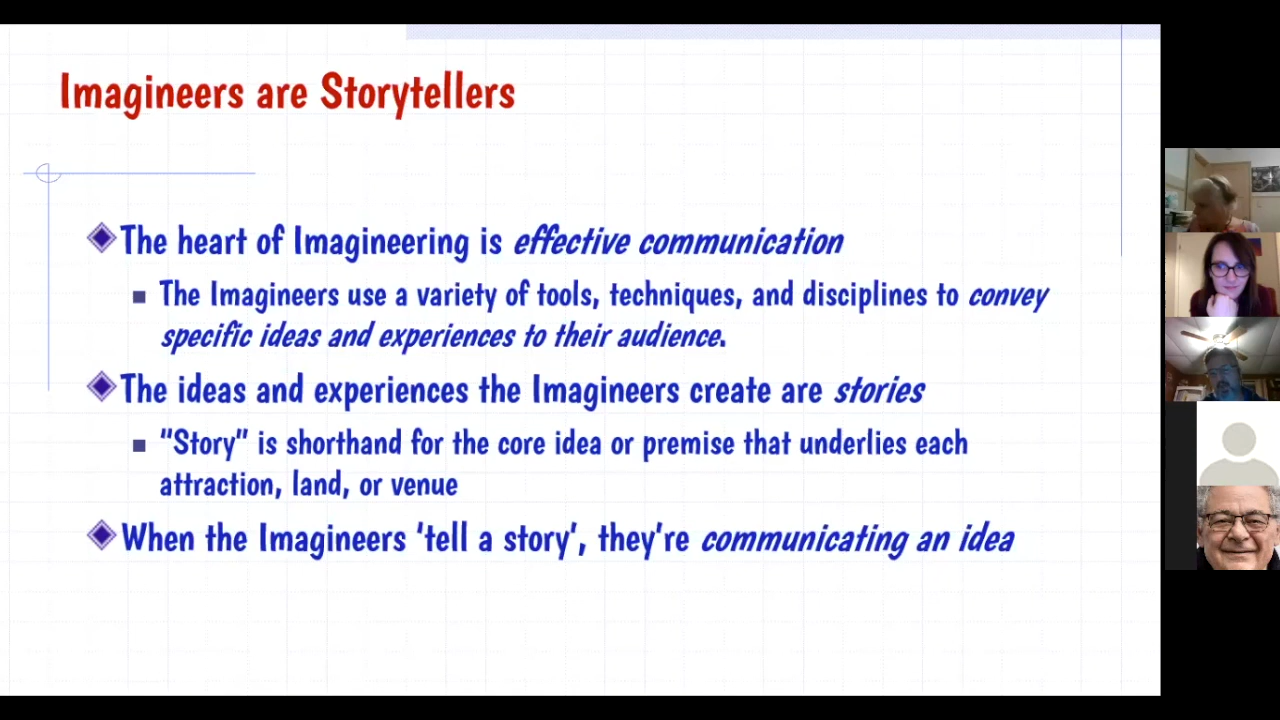 Imagineers are Storytellers
The heart of Imagineering is effective communication
The Imagineers use a variety of tools, techniques, and disciplines to convey
specific ideas and experiences to their audience.
The ideas and experiences the Imagineers create are stories
"Story" is shorthand for the core idea or premise that underlies each
attraction, land, or venue
When the Imagineers 'tell a story', they're communicating an idea